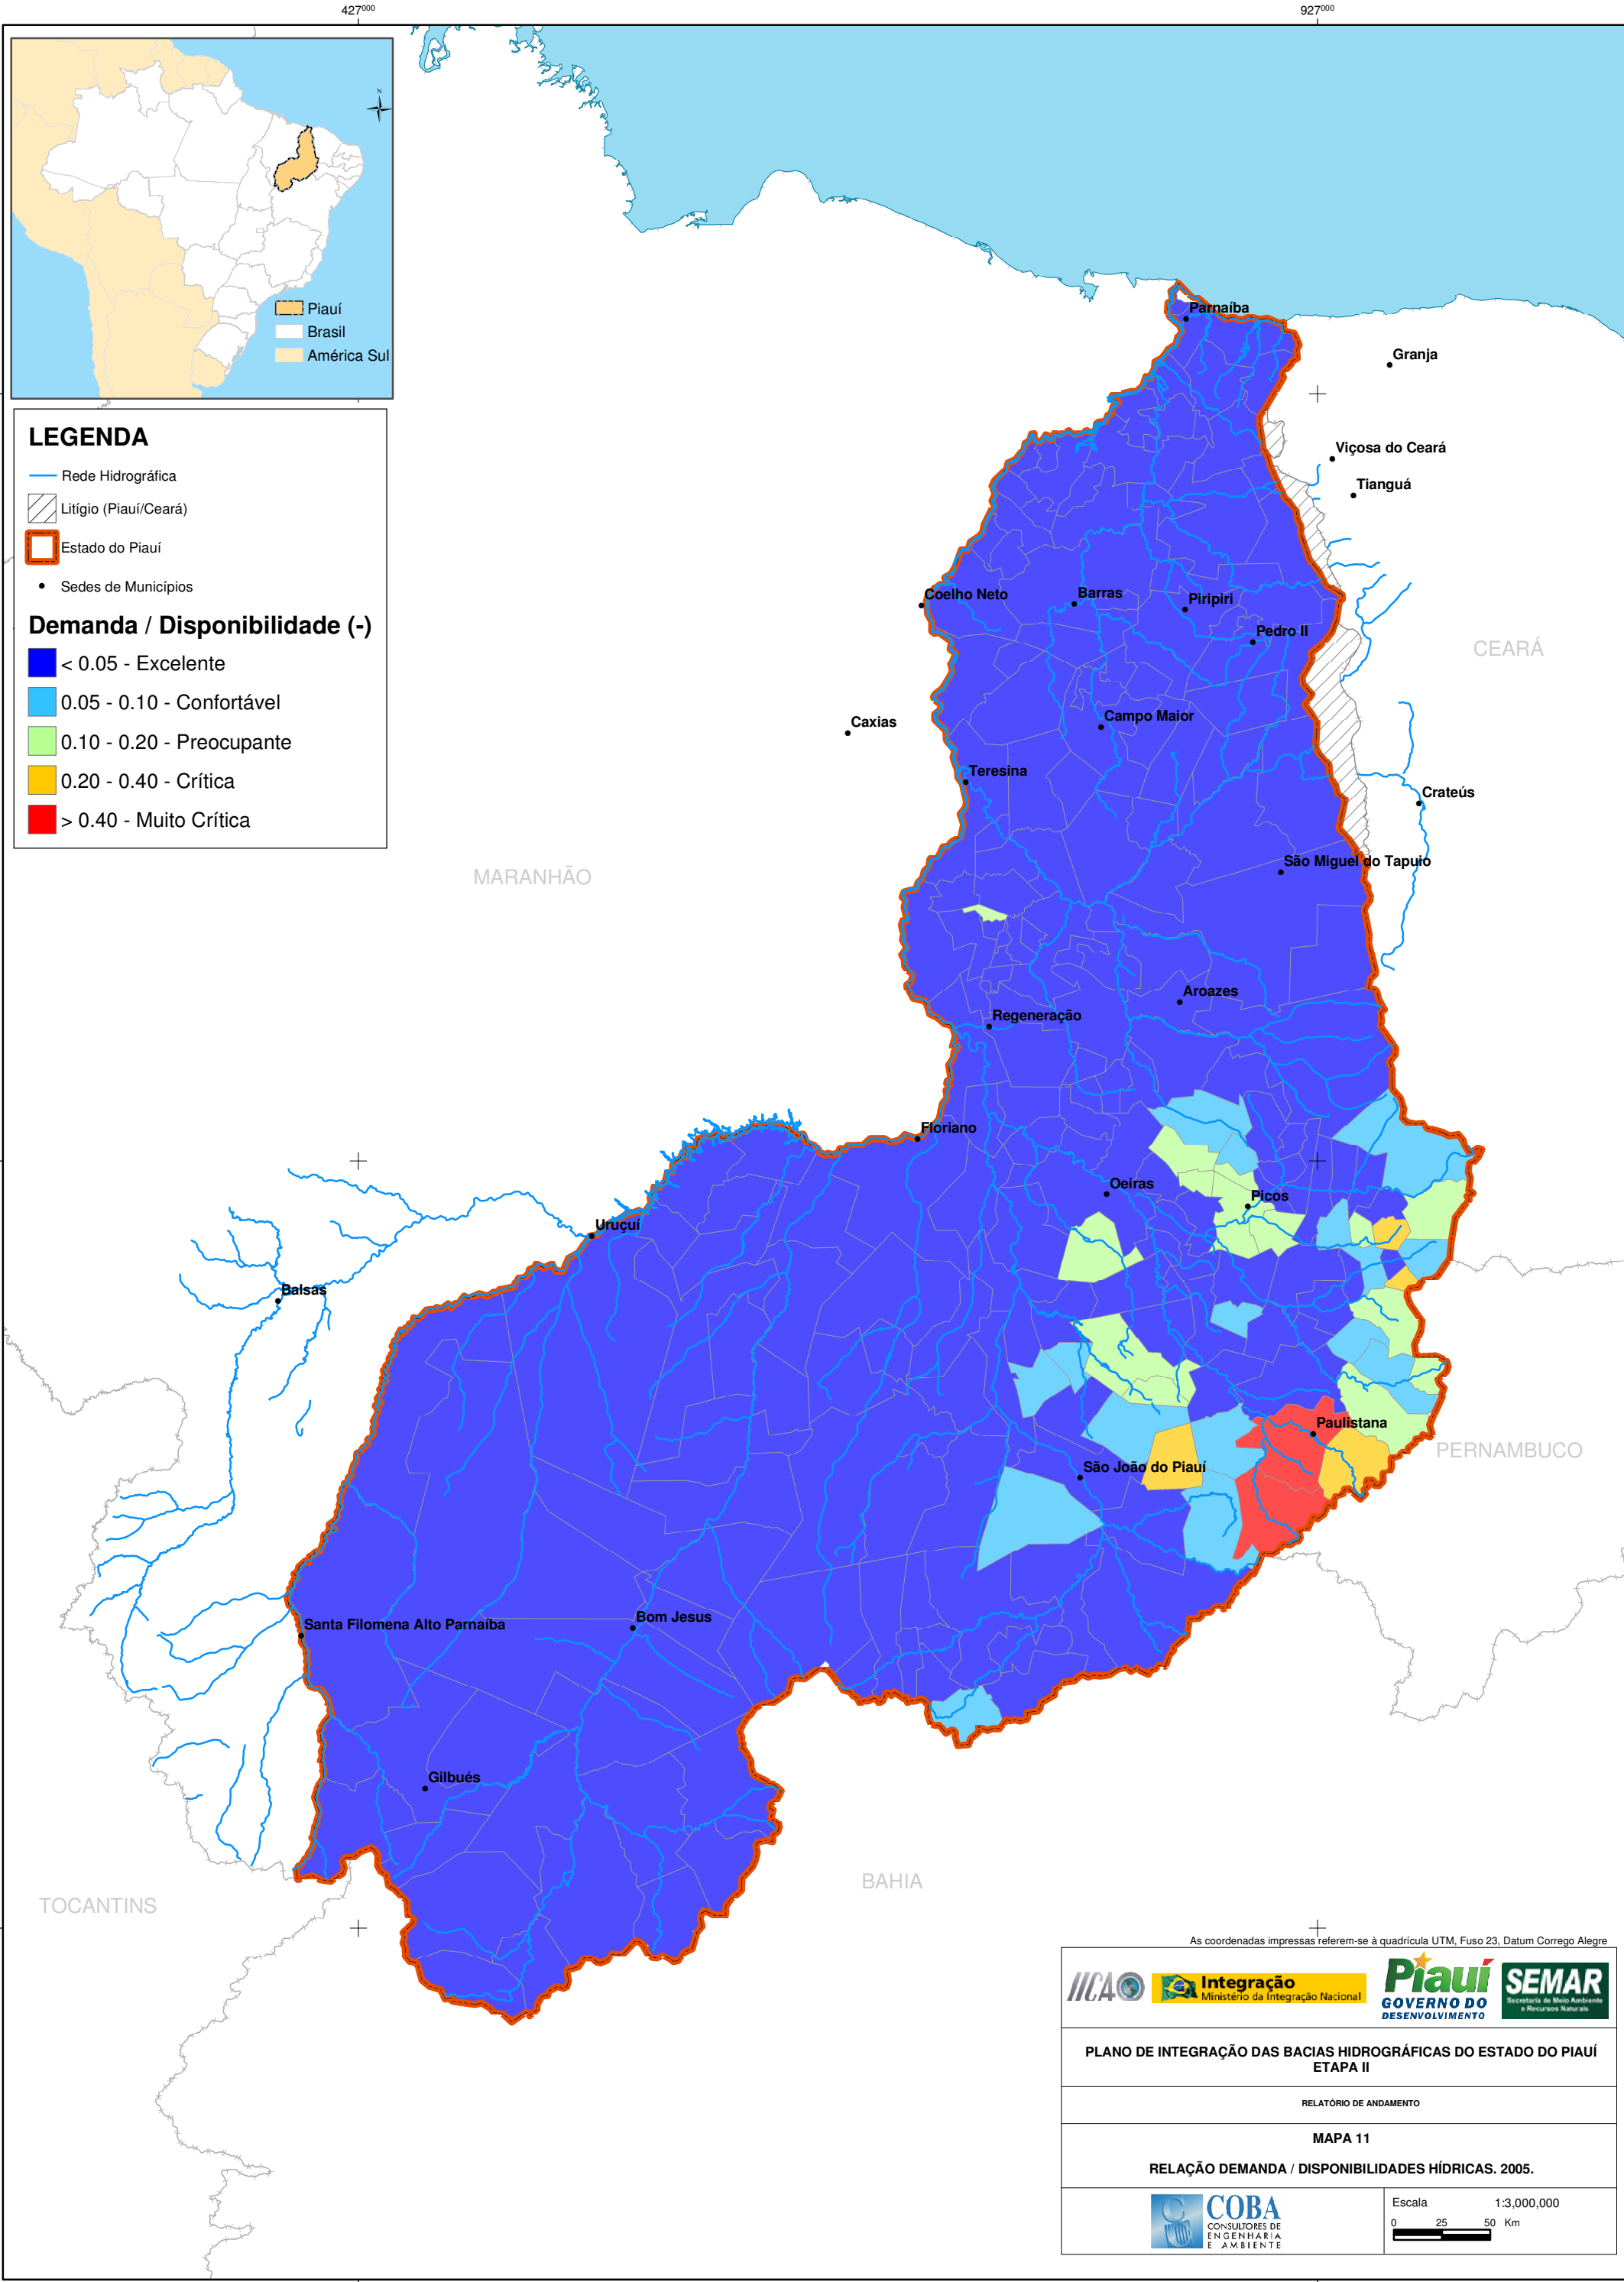 427000
927000
N
Piauí
Brasil
América Sul
LEGENDA
Rede Hidrográfica
Litígio (Piauí/Ceará)
Estado do Piauí
Sedes de Municípios
Demanda / Disponibilidade (-)
< 0.05 - Excelente
0.05 - 0.10 - Confortável
0.10 - 0.20 - Preocupante
0.20 - 0.40 - Crítica
> 0.40 - Muito Crítica
Parnaíba
Granja
Viçosa do Ceará
Tianguá
Coelho Neto
Barras
Piripiri
Pedro II
CEARÁ
Caxias
Campo Maior
Teresina
Crateús
São Miguel do Tapuio
MARANHÃO
Aroazes
Regeneração
Floriano
Oeiras
Picos
Uruçuí
Balsas
Paulistana
PERNAMBUCO
São João do Piauí
Santa Filomena Alto Parnaíba
Bom Jesus
Gilbués
BAHIA
TOCANTINS
As coordenadas impressas referem-se à quadrícula UTM, Fuso 23, Datum Corrego Alegre
IICA
Integração
Ministério da Integração Nacional
Piauí
GOVERNO DO
DESENVOLVIMENTO
SEMAR
Secretaria de Meio Ambiente
e Recursos Naturais
PLANO DE INTEGRAÇÃO DAS BACIAS HIDROGRÁFICAS DO ESTADO DO PIAUÍ
ETAPA II
RELATÓRIO DE ANDAMENTO
MAPA 11
RELAÇÃO DEMANDA / DISPONIBILIDADES HÍDRICAS. 2005.
COBA
CONSULTORES DE
ENGENHARIA
E AMBIENTE
Escala 1:3,000,000
0 25 50 Km